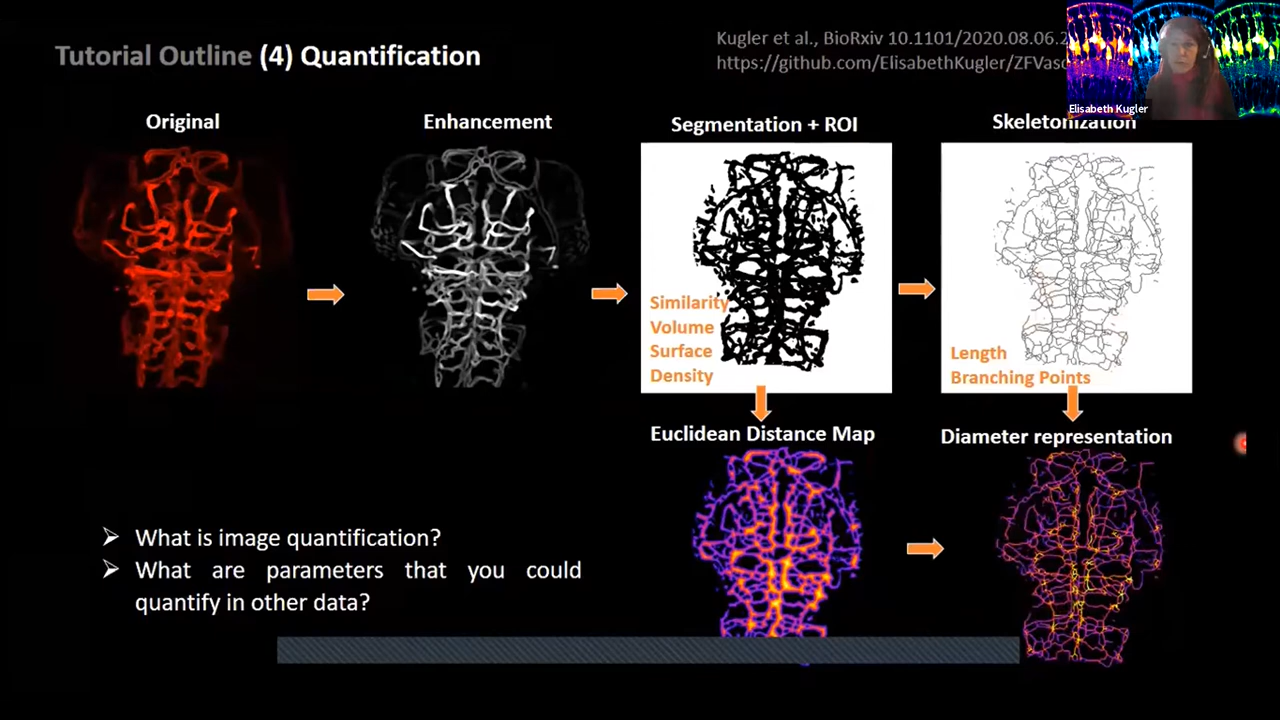 Tutorial Outline (4) Quantification
Kugler et al., BioRxiv 10.1101/2020.08.06.2
https://github.com/ElisabethKugler/ZFVas
Elisabeth Kugler
Original
Enhancement
Segmentation + ROI
Skeletonization
Similarity
Volume
Surface
Density
Length
Branching Points
Euclidean Distance Map
Diameter representation
➢ What is image quantification?
➢ What are parameters that you could
quantify in other data?